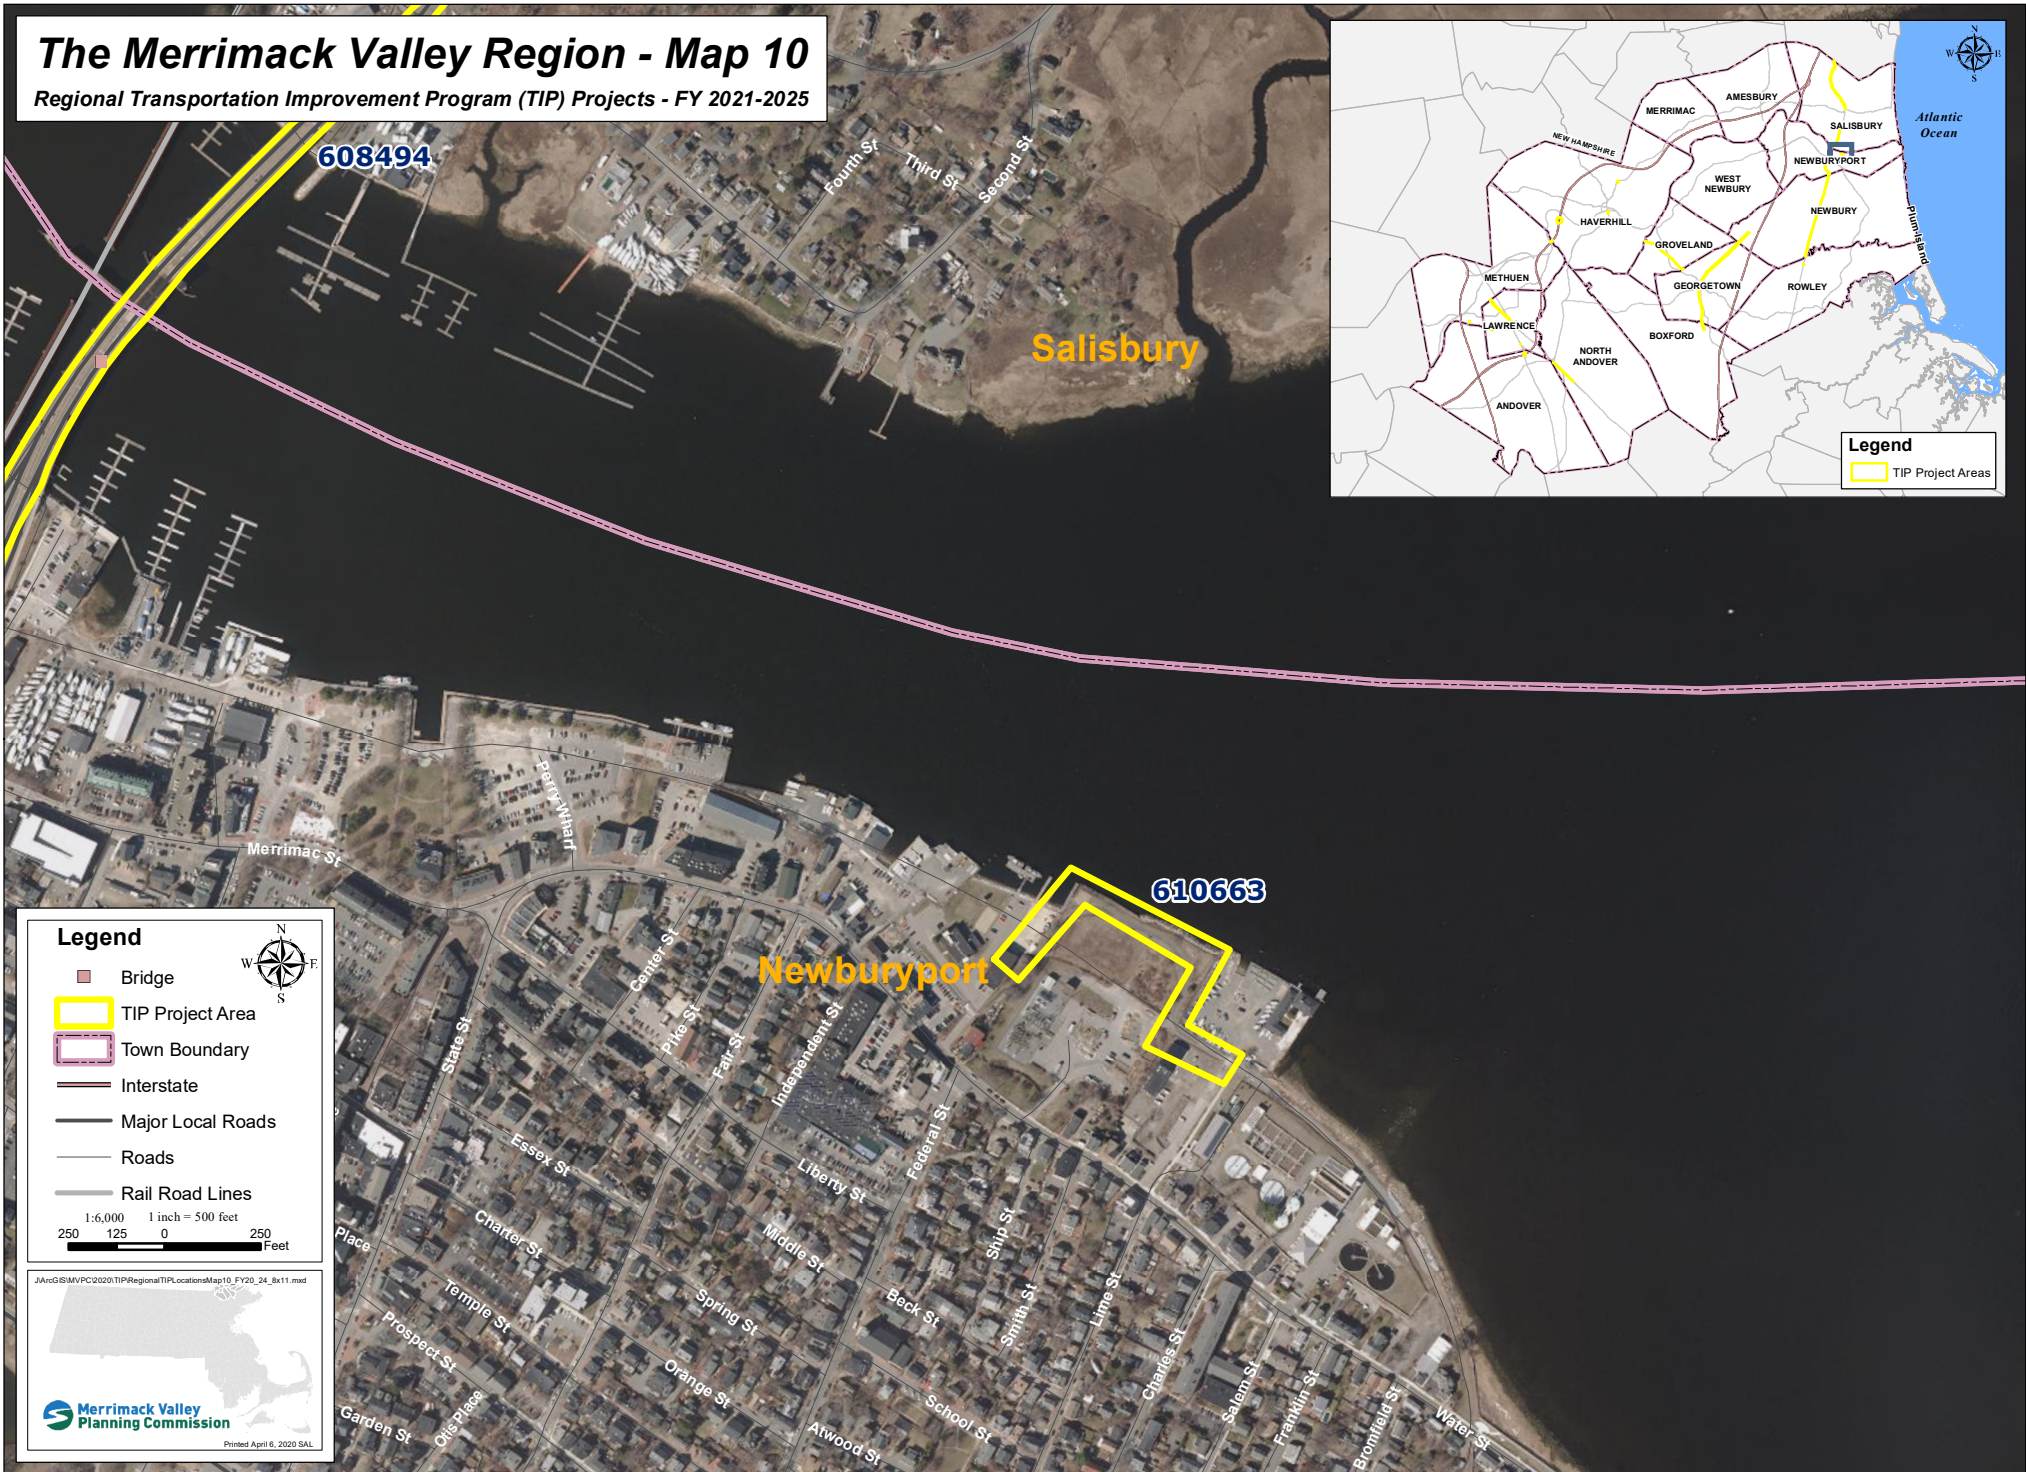 The Merrimack Valley Region - Map 10
Regional Transportation Improvement Program (TIP) Projects - FY 2021-2025
608494
Fourth St
Third St
Second St
Salisbury
N
W E
S
Atlantic
Ocean
AMESBURY
MERRIMAC
SALISBURY
NEW HAMPSHIRE
NEWBURYPORT
WEST
NEWBURY
NEWBURY
HAVERHILL
Plum-Island
GROVELAND
METHUEN
GEORGETOWN
ROWLEY
LAWRENCE
BOXFORD
NORTH
ANDOVER
ANDOVER
Legend
TIP Project Areas
Perry Wharf
Merrimac St
610663
Newburyport
Center St
Pike St
Fair St
Independent St
State St
Federal St
Essex St
Liberty St
Charter St
Middle St
Ship St
Place
Temple St
Spring St
Beck St
Smith St
Lime St
Prospect St
Orange St
Charles St
Salem St
Franklin St
Bromfield St
Water St
Garden St
Otis Place
Atwood St
School St
Legend
N
W E
S
Bridge
TIP Project Area
Town Boundary
Interstate
Major Local Roads
Roads
Rail Road Lines
1:6,000 1 inch = 500 feet
250 125 0 250
Feet
J\ArcGIS\MVPC\2020\TIP\RegionalTIPLocationsMap10_FY20_24_8x11.mxd
Merrimack Valley
Planning Commission
Printed April 6, 2020 SAL